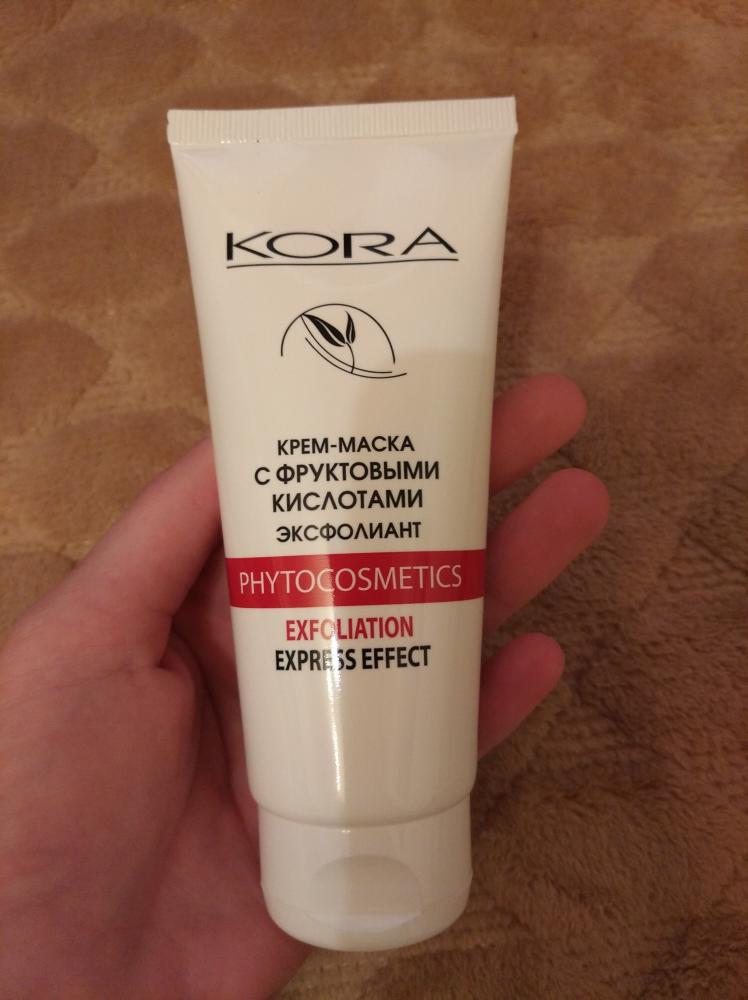 KORA
КРЕМ-МАСКА
С ФРУКТОВЫМИ
КИСЛОТАМИ
ЭКСФОЛИАНТ
PHYTOCOSMETICS
EXFOLIATION
EXPRESS EFFECT